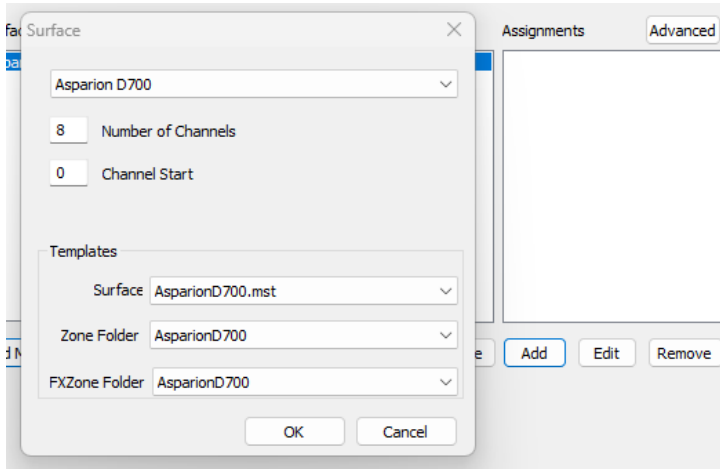 Surface
Assignments
Advanced
Asparion D700
8 Number of Channels
0 Channel Start
Templates
Surface AsparionD700.mst
Zone Folder AsparionD700
Add
Edit
Remove
FXZone Folder AsparionD700
OK
Cancel